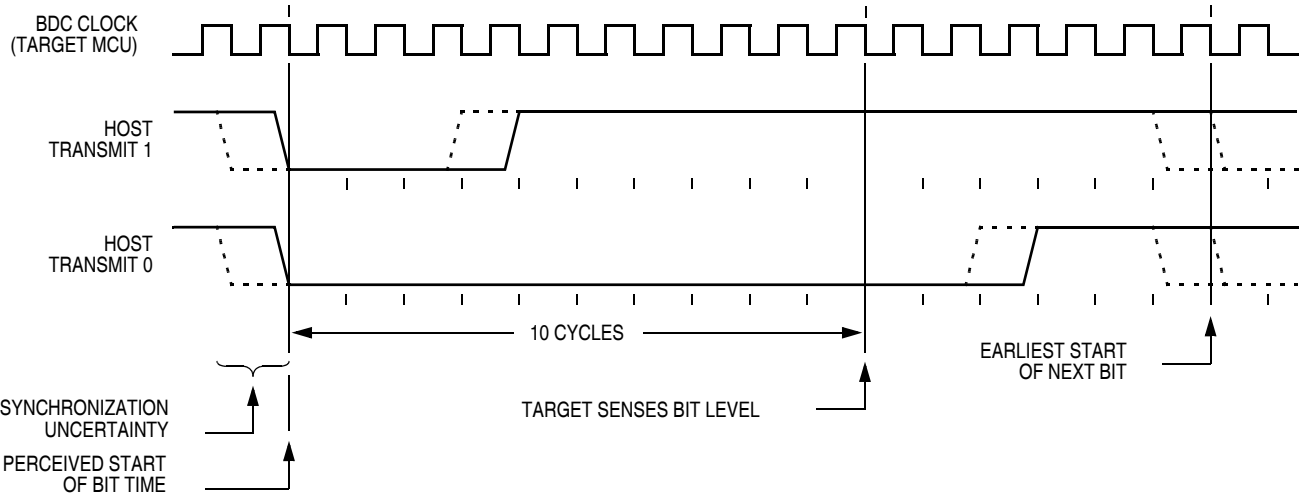 BDC CLOCK
(TARGET MCU)
HOST
TRANSMIT 1
HOST
TRANSMIT 0
10 CYCLES
EARLIEST START
OF NEXT BIT
SYNCHRONIZATION
UNCERTAINTY
TARGET SENSES BIT LEVEL
PERCEIVED START
OF BIT TIME